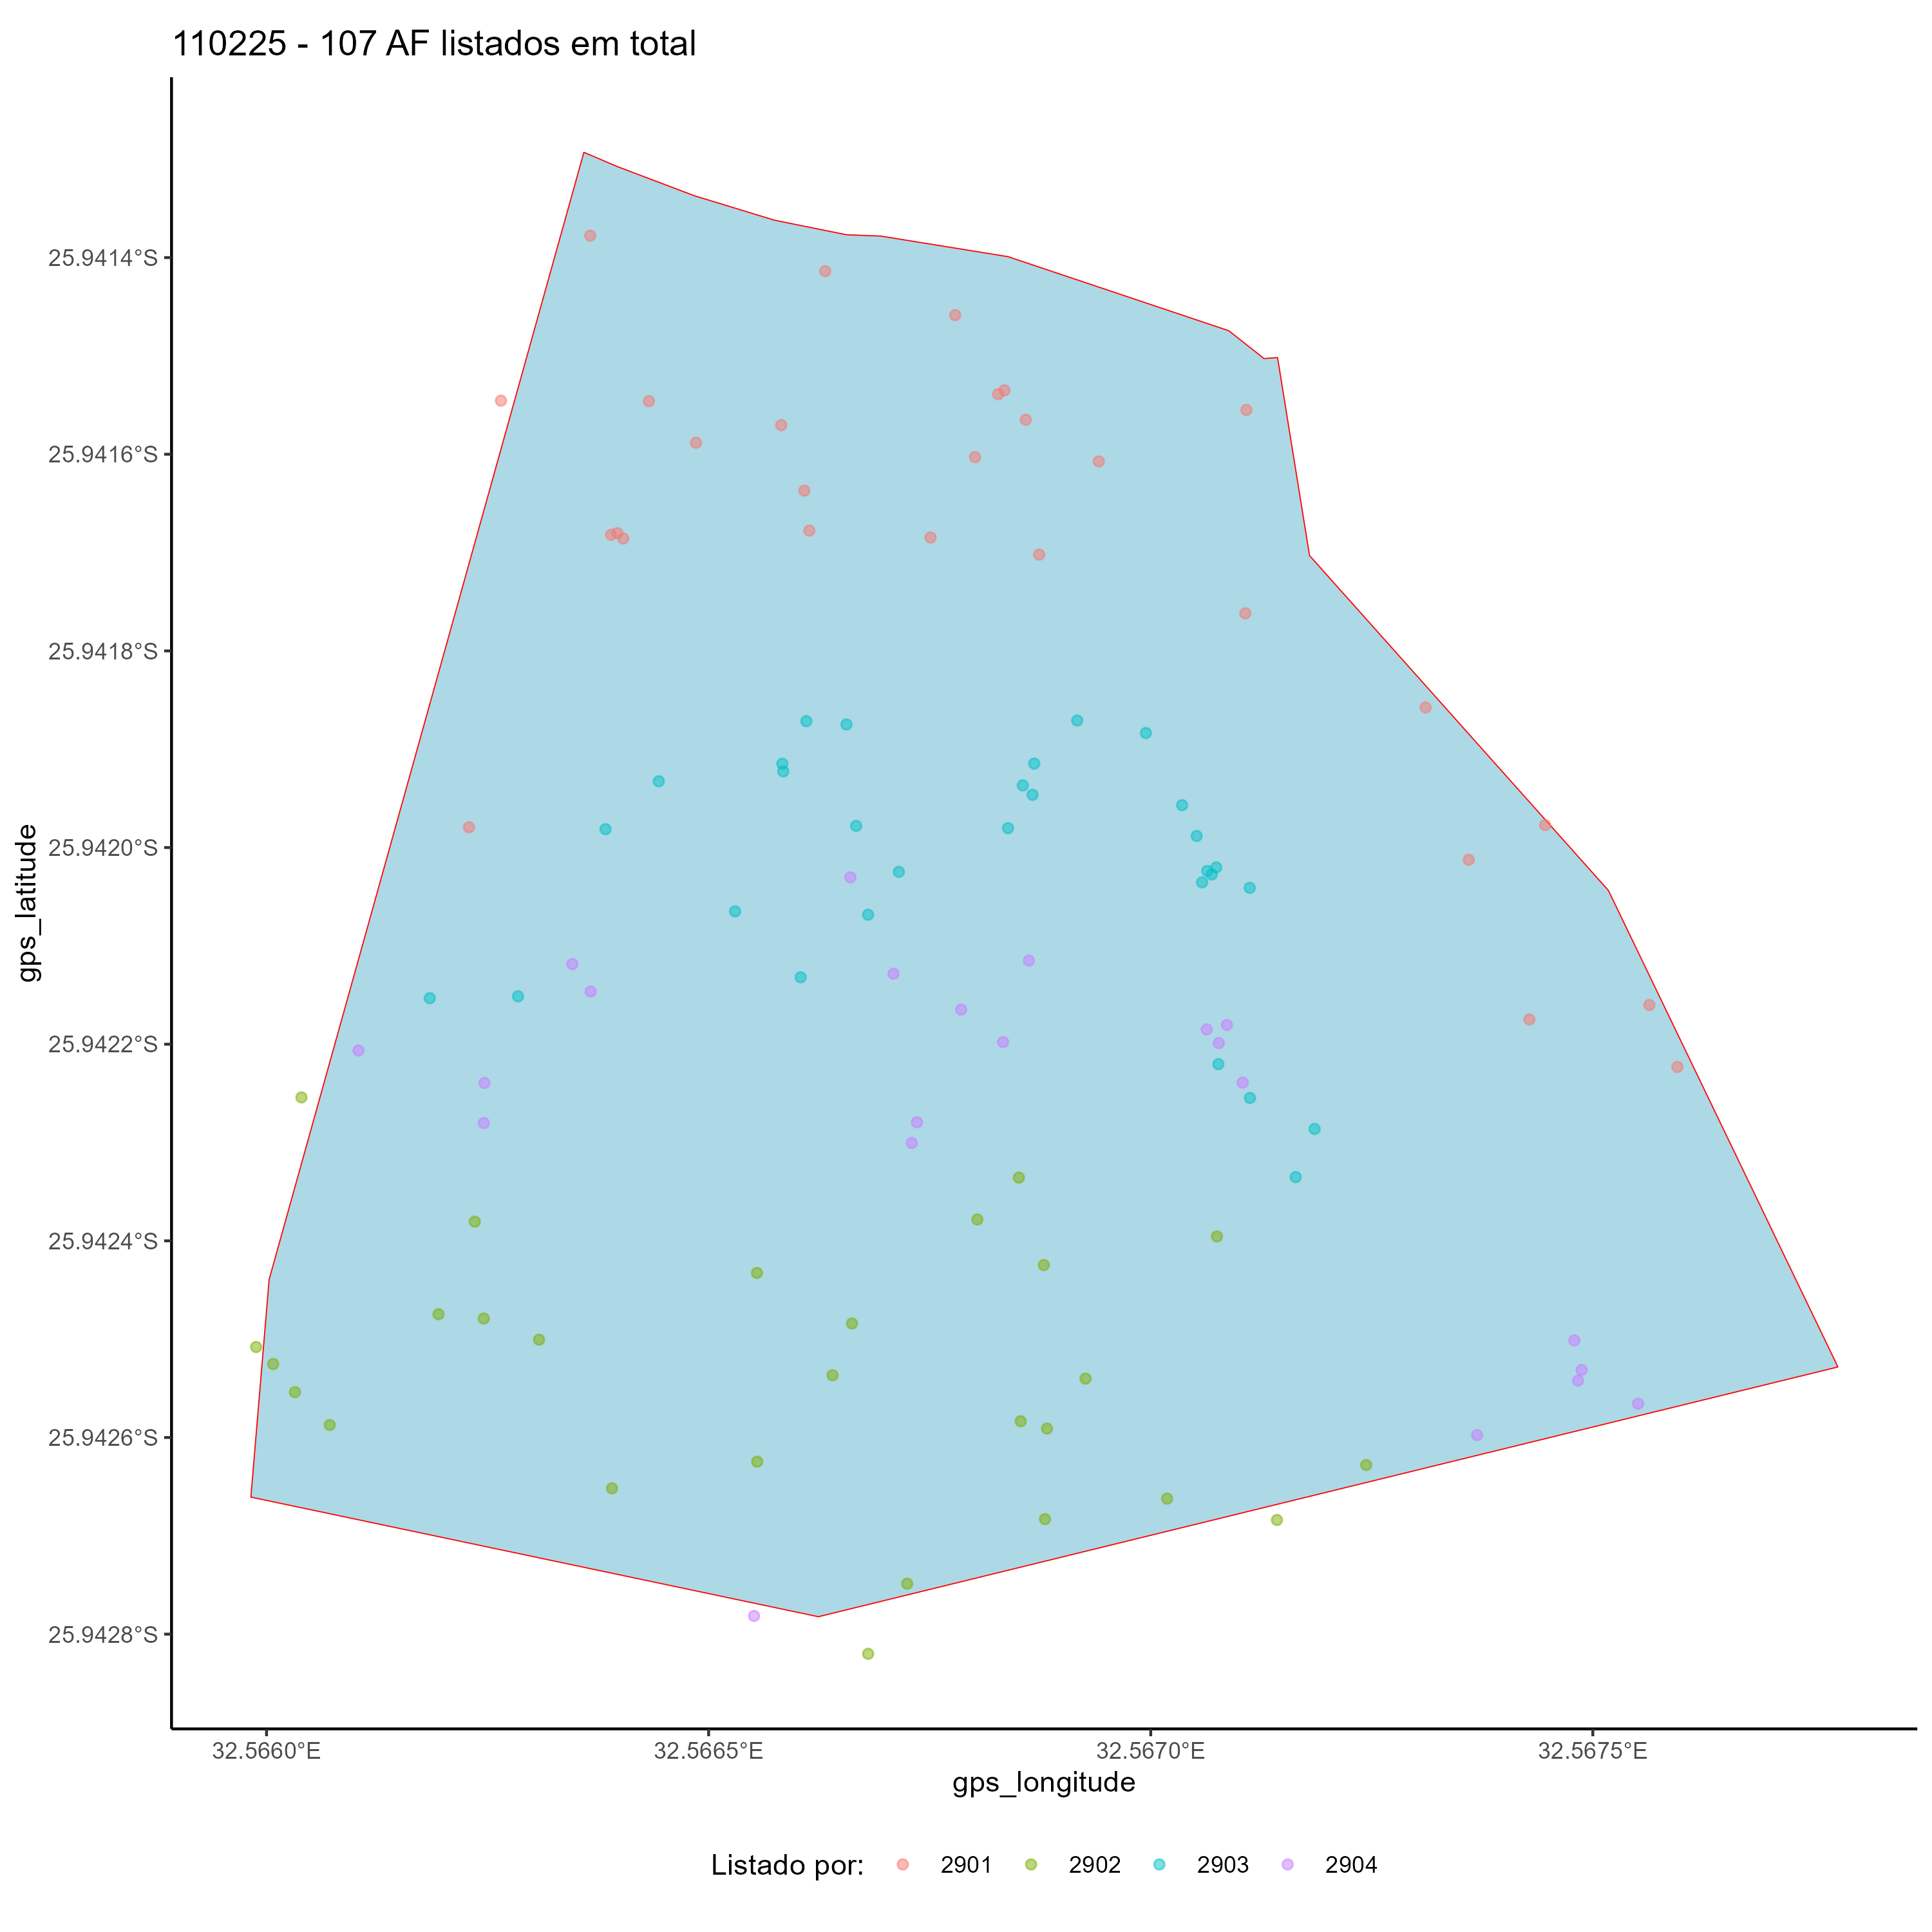 110225 - 107 AF listados em total
gps_latitude
25.9414°S
25.9416°S
25.9418°S
25.9420°S
25.9422°S
25.9424°S
25.9426°S
25.9428°S
32.5660°E 32.5665°E 32.5670°E 32.5675°E
gps_longitude
Listado por: 2901 2902 2903 2904